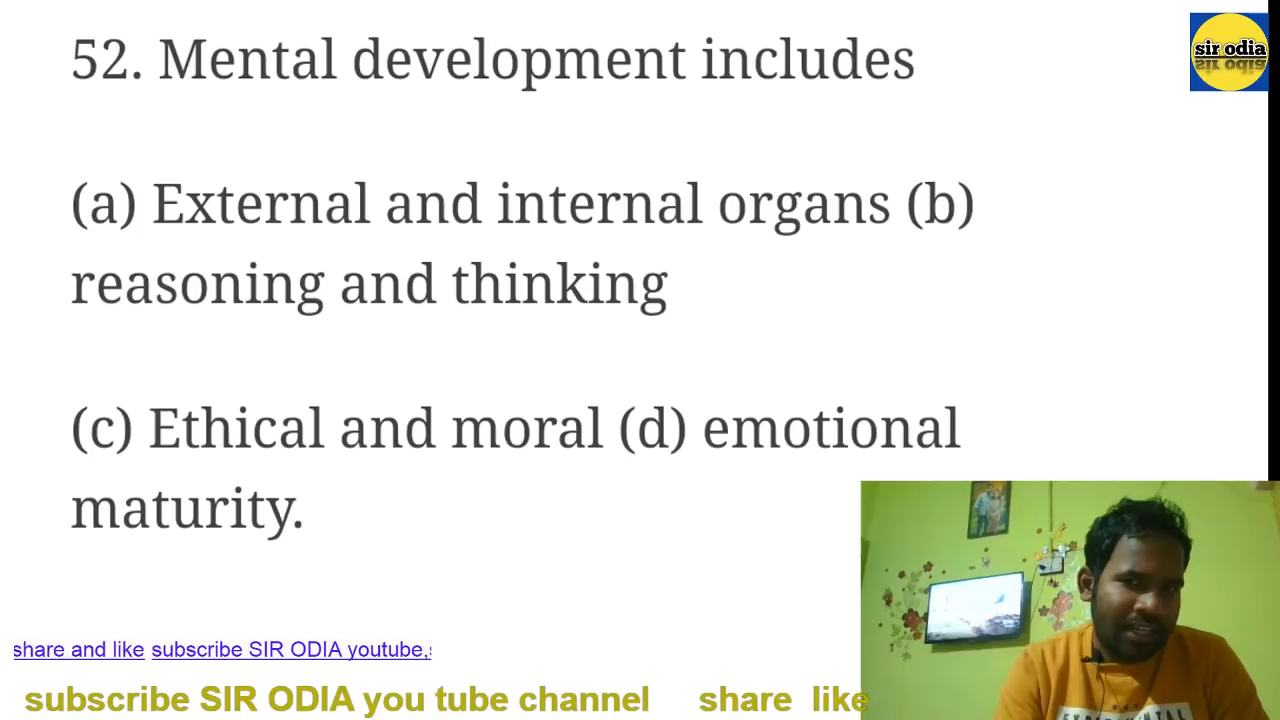 52. Mental development includes
sir odia
(a) External and internal organs (b)
reasoning and thinking
(c) Ethical and moral (d) emotional
maturity.
share and like subscribe SIR ODIA youtube,
subscribe SIR ODIA you tube channel share like